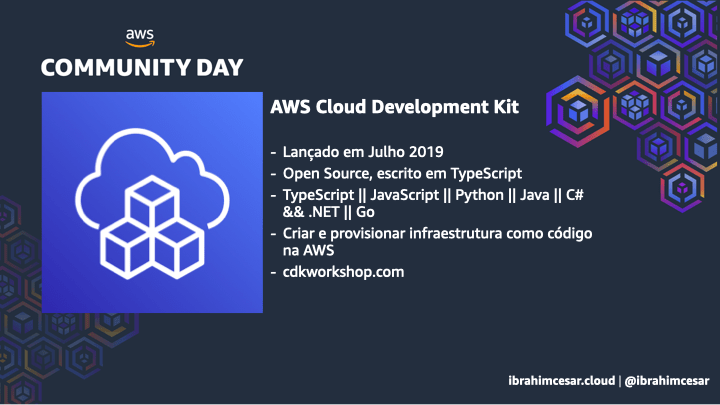 aws
COMMUNITY DAY
AWS Cloud Development Kit
- Lançado em Julho 2019
- Open Source, escrito em TypeScript
- TypeScript || JavaScript || Python || Java || C#
&& .NET || Go
- Criar e provisionar infraestrutura como código
na AWS
- cdkworkshop.com
ibrahimcesar.cloud | @ibrahimcesar